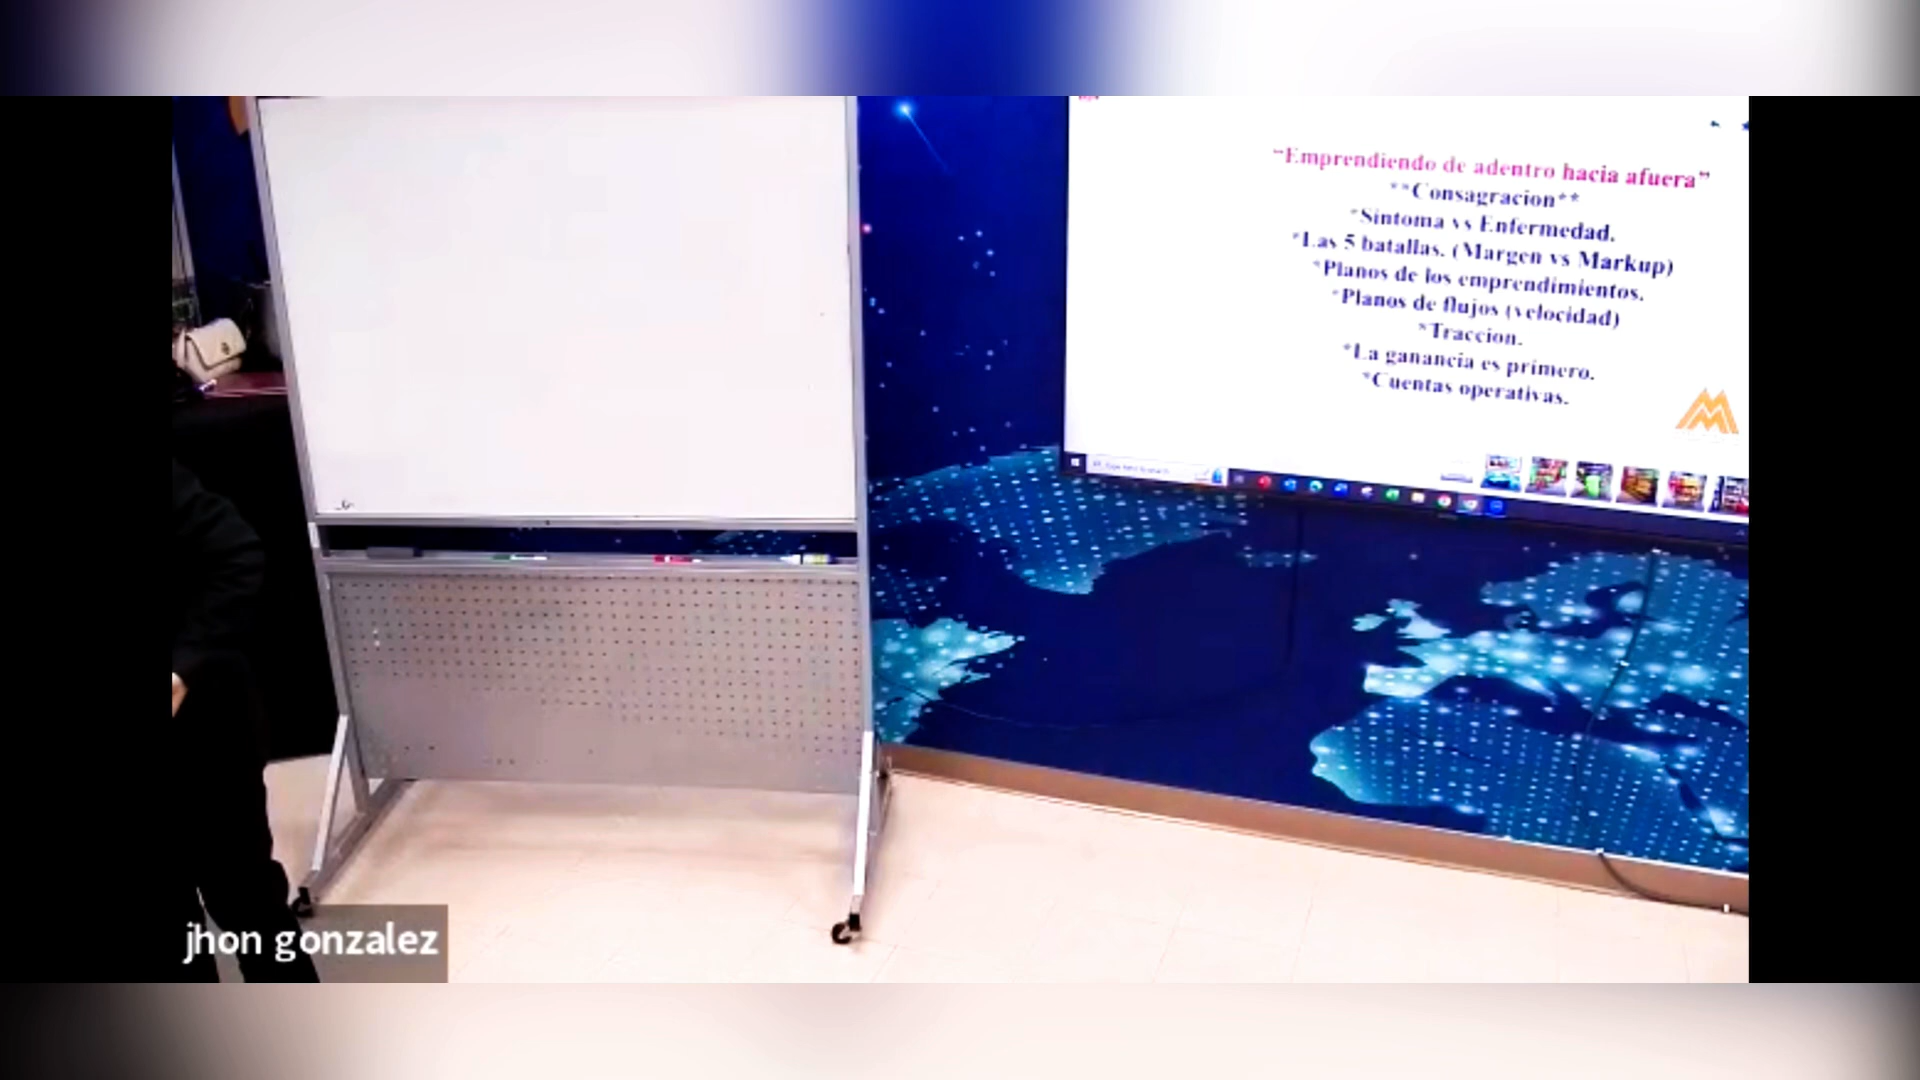 "Emprendiendo de adentro hacia afuera"
**Consagracion**
*Sintoma vs Enfermedad.
*Las 5 batallas. (Margen vs Markup)
*Planos de los emprendimientos.
*Planos de flujos (velocidad)
*Traccion.
*La ganancia es primero.
*Cuentas operativas.
jhon gonzalez